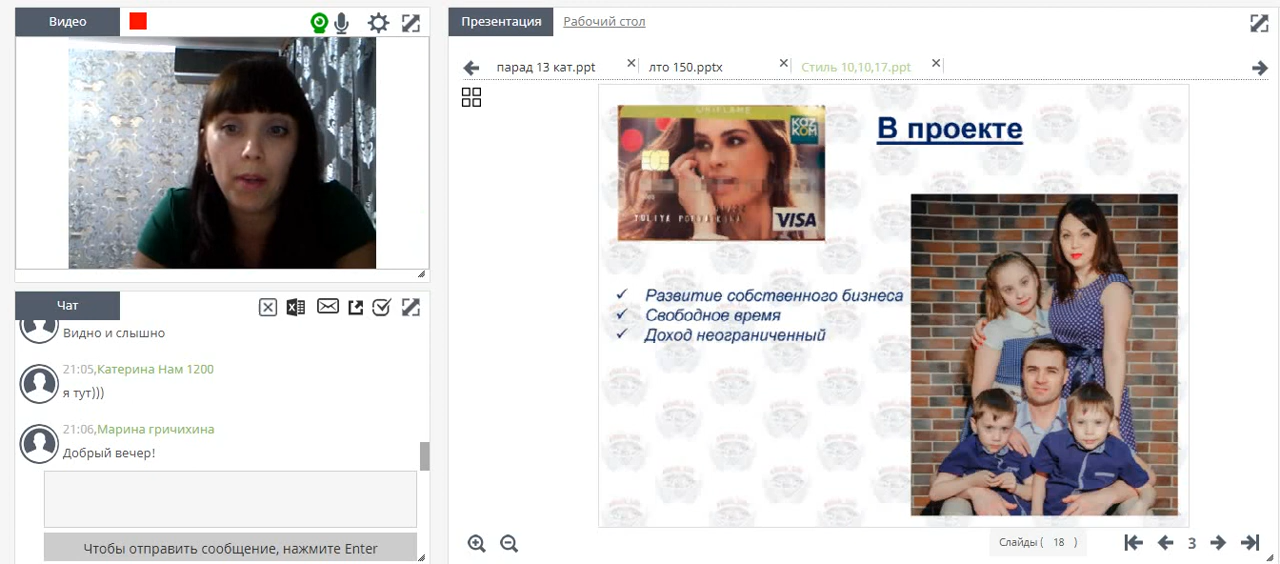 Видео
Презентация
Рабочий стол
парад 13 кат.ppt
лто 150.pptx
Стиль 10,10,17.ppt
ORIFLAME
KAZ
KOM
VISA
В проекте
✓ Развитие собственного бизнеса
✓ Свободное время
✓ Доход неограниченный
Чат
Видно и слышно
21:05,Катерина Нам 1200
я тут)))
21:06,Марина гричихина
Добрый вечер!
Чтобы отправить сообщение, нажмите Enter
Слайды ( 18 )
3